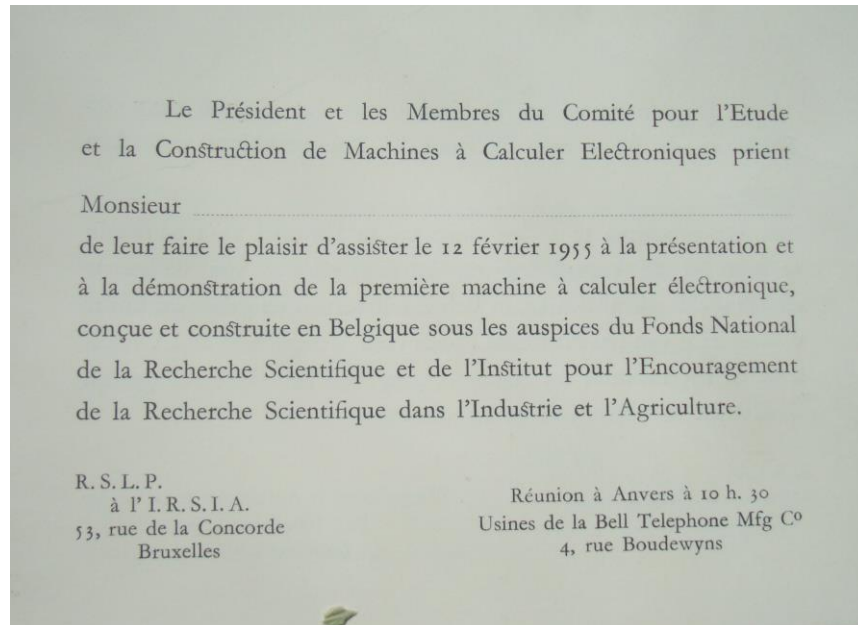 Le Président et les Membres du Comité pour l'Etude
et la Construction de Machines à Calculer Electroniques prient
Monsieur
de leur faire le plaisir d'assister le 12 février 1955 à la présentation et
à la démonstration de la première machine à calculer électronique,
conçue et construite en Belgique sous les auspices du Fonds National
de la Recherche Scientifique et de l'Institut pour l'Encouragement
de la Recherche Scientifique dans l'Industrie et l'Agriculture.
R. S. L. P.
à l' I. R. S. I. A.
53, rue de la Concorde
Bruxelles
Réunion à Anvers à 10 h. 30
Usines de la Bell Telephone Mfg Cº
4, rue Boudewyns